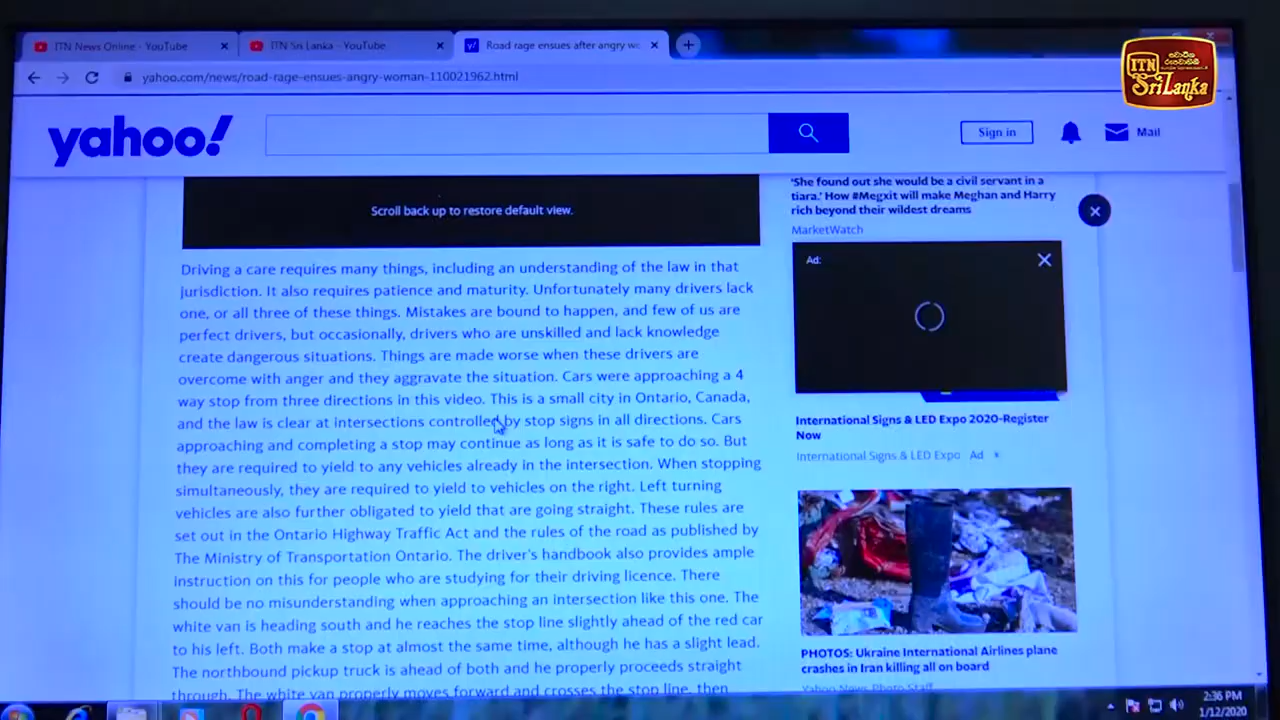 ITN News Online - YouTube
ITN Sri Lanka - YouTube
Road rage ensues after angry wo
yahoo.com/news/road-rage-ensues-angry-woman-110021962.html
ITN
Sri Lanka
yahoo!
Sign in
Mail
Scroll back up to restore default view.
Driving a care requires many things, including an understanding of the law in that
jurisdiction. It also requires patience and maturity. Unfortunately many drivers lack
one, or all three of these things. Mistakes are bound to happen, and few of us are
perfect drivers, but occasionally, drivers who are unskilled and lack knowledge
create dangerous situations. Things are made worse when these drivers are
overcome with anger and they aggravate the situation. Cars were approaching a 4
way stop from three directions in this video. This is a small city in Ontario, Canada,
and the law is clear at intersections controlled by stop signs in all directions. Cars
approaching and completing a stop may continue as long as it is safe to do so. But
they are required to yield to any vehicles already in the intersection. When stopping
simultaneously, they are required to yield to vehicles on the right. Left turning
vehicles are also further obligated to yield that are going straight. These rules are
set out in the Ontario Highway Traffic Act and the rules of the road as published by
The Ministry of Transportation Ontario. The driver's handbook also provides ample
instruction on this for people who are studying for their driving licence. There
should be no misunderstanding when approaching an intersection like this one. The
white van is heading south and he reaches the stop line slightly ahead of the red car
to his left. Both make a stop at almost the same time, although he has a slight lead.
The northbound pickup truck is ahead of both and he properly proceeds straight
through. The white van properly moves forward and crosses the stop line, then
'She found out she would be a civil servant in a
tiara.' How #Megxit will make Meghan and Harry
rich beyond their wildest dreams
MarketWatch
Ad:
International Signs & LED Expo 2020-Register
Now
International Signs & LED Expo Ad
PHOTOS: Ukraine International Airlines plane
crashes in Iran killing all on board
Yahoo News Photo Staff
2:36 PM
1/12/2020